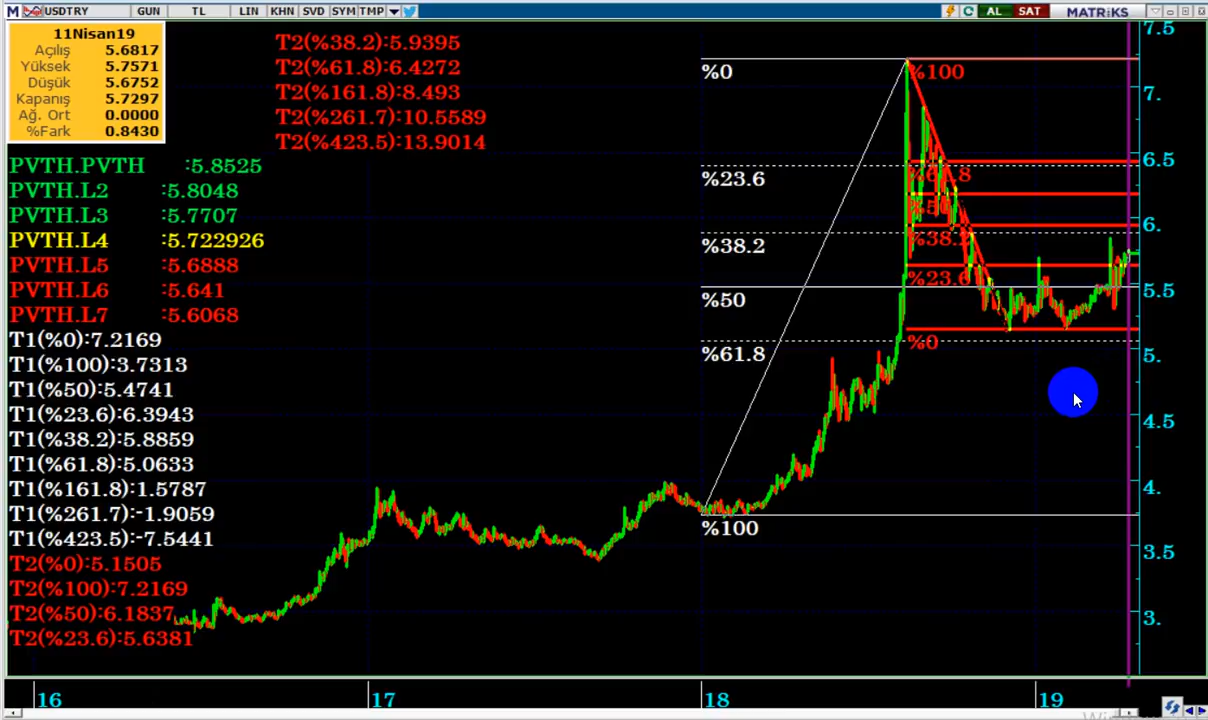 M USDTRY GUN TL LIN KHN SVD SYM TMP AL SAT MATRİKS
11Nisan19
Açılış 5.6817
Yüksek 5.7571
Düşük 5.6752
Kapanış 5.7297
Ağ. Ort 0.0000
%Fark 0.8430
T2(%38.2):5.9395
T2(%61.8):6.4272
T2(%161.8):8.493
T2(%261.7):10.5589
T2(%423.5):13.9014
PVTH.PVTH :5.8525
PVTH.L2 :5.8048
PVTH.L3 :5.7707
PVTH.L4 :5.722926
PVTH.L5 :5.6888
PVTH.L6 :5.641
PVTH.L7 :5.6068
T1(%0):7.2169
T1(%100):3.7313
T1(%50):5.4741
T1(%23.6):6.3943
T1(%38.2):5.8859
T1(%61.8):5.0633
T1(%161.8):1.5787
T1(%261.7):-1.9059
T1(%423.5):-7.5441
T2(%0):5.1505
T2(%100):7.2169
T2(%50):6.1837
T2(%23.6):5.6381
%0
%23.6
%38.2
%50
%61.8
%100
%100
%61.8
%50
%38.2
%23.6
%0
7.5
7.
6.5
6.
5.5
5.
4.5
4.
3.5
3.
16 17 18 19